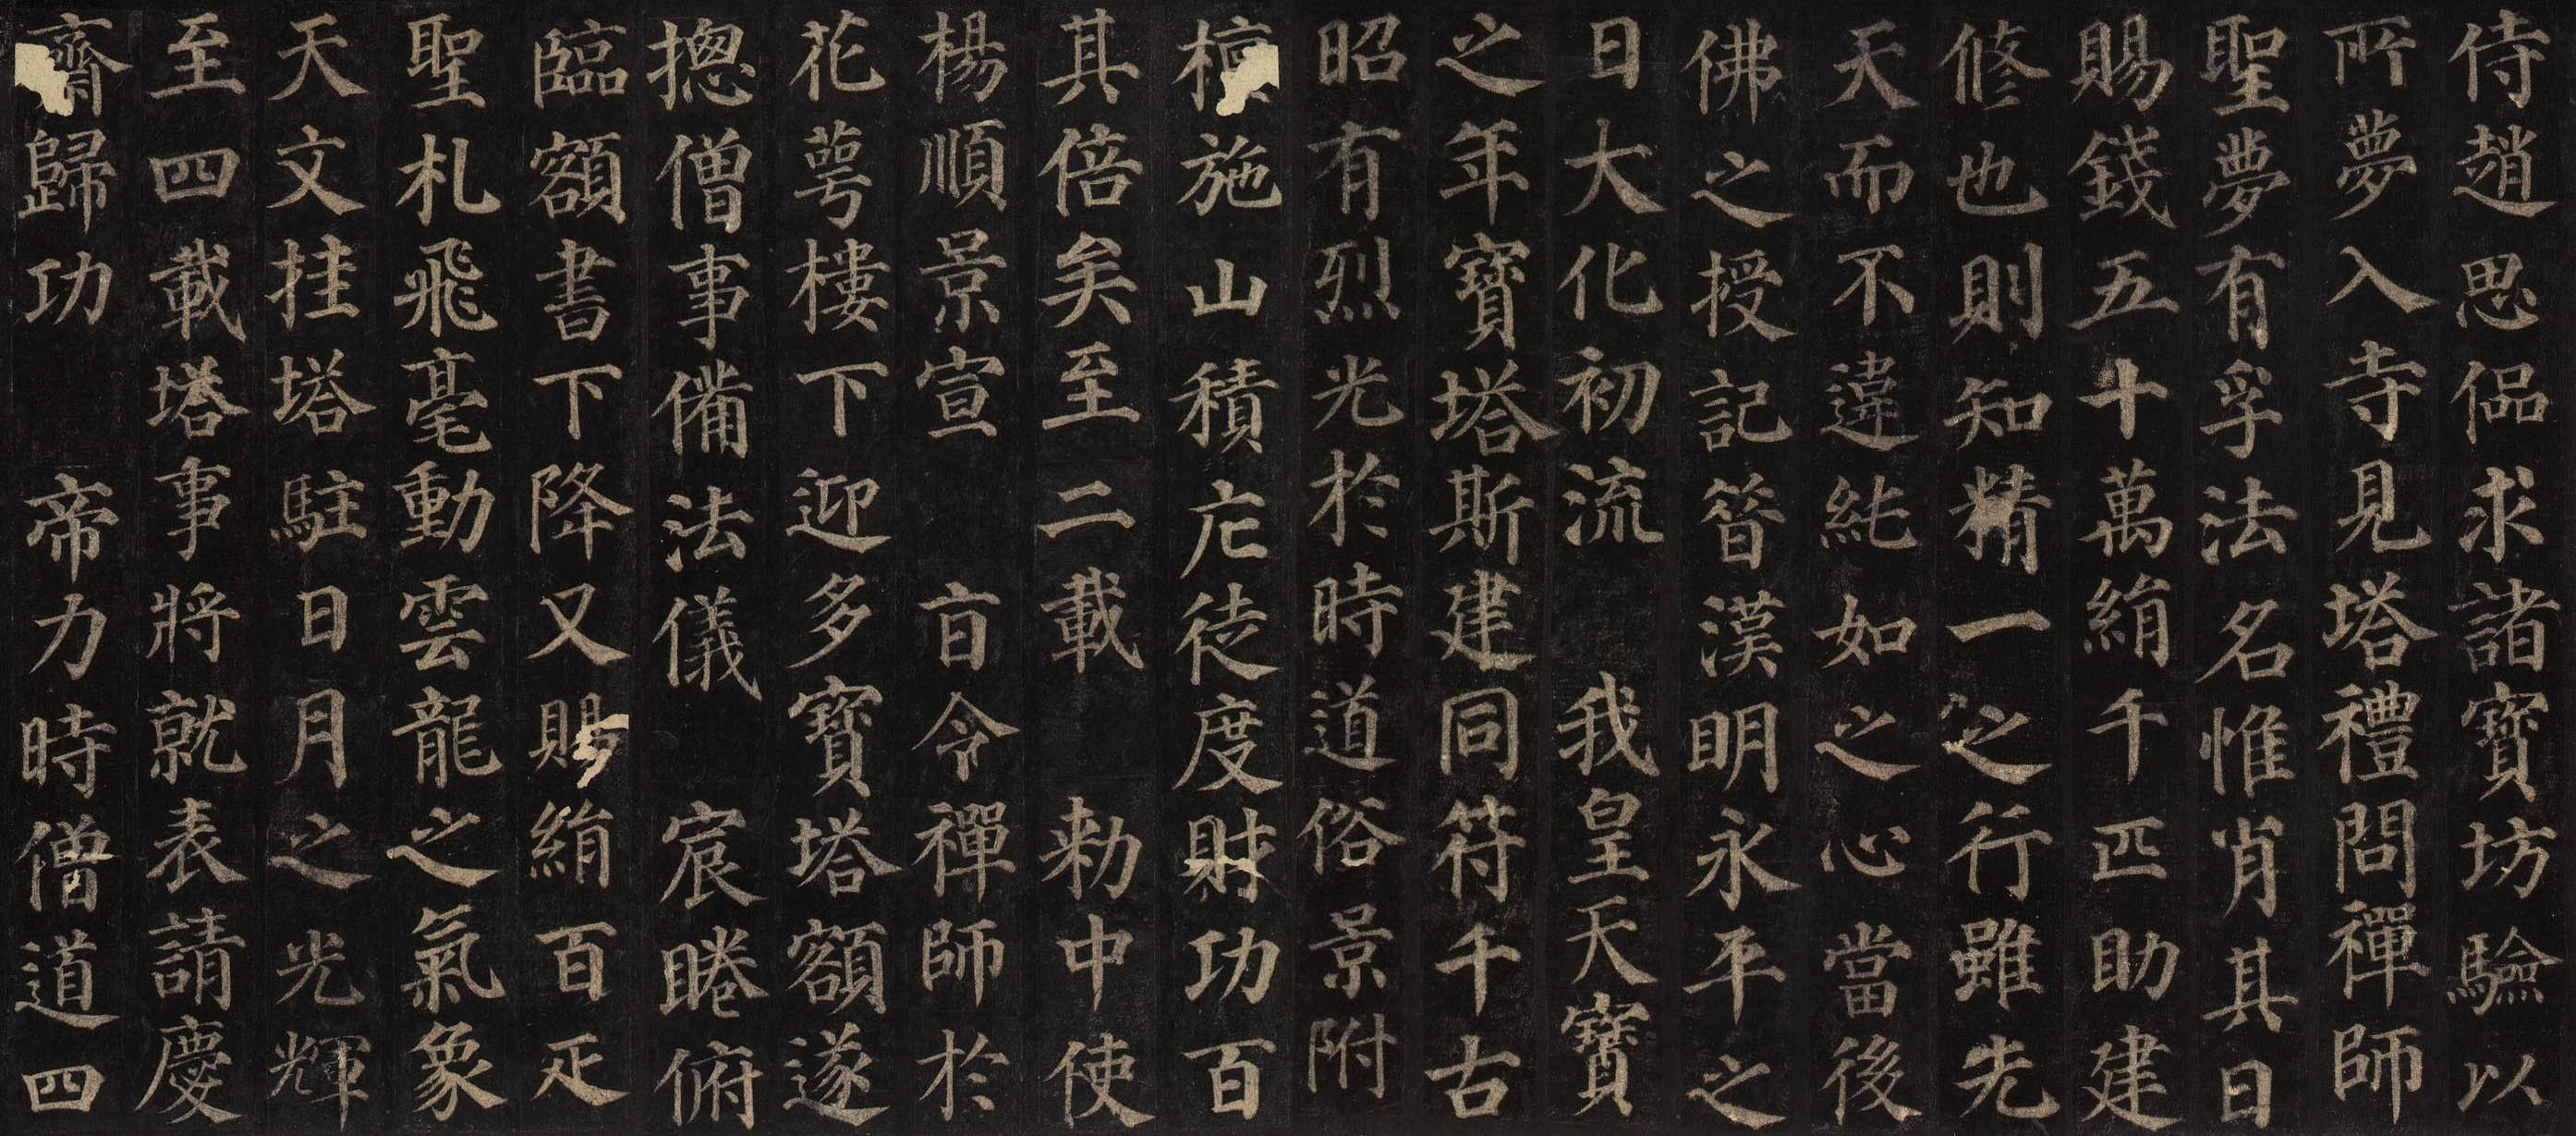 侍趙思偘求諸寶坊驗以
所夢入寺見塔禮問禪師
聖夢有孚法名惟肖其日
賜錢五十萬絹千匹助建
修也則知精一之行雖先
天而不違純如之心當後
佛之授記昔漢明永平之
日大化初流 我皇天寶
之年寶塔斯建同符千古
昭有烈光於時道俗景附
檀施山積庀徒度財功百
其倍矣至二載 勑中使
楊順景宣 旨令禪師於
花萼樓下迎多寶塔額遂
摠僧事備法儀 宸睠俯
臨額書下降又賜絹百疋
聖札飛毫動雲龍之氣象
天文挂塔駐日月之光輝
至四載塔事將就表請慶
齋歸功 帝力時僧道四